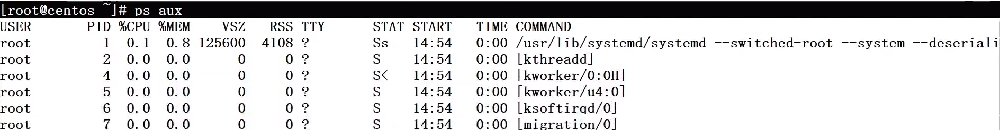 [root@centos ~]# ps aux
USER       PID %CPU %MEM    VSZ   RSS TTY      STAT START   TIME COMMAND
root         1  0.1  0.8 125600  4108 ?        Ss   14:54   0:00 /usr/lib/systemd/systemd --switched-root --system --deseriali
root         2  0.0  0.0      0     0 ?        S    14:54   0:00 [kthreadd]
root         4  0.0  0.0      0     0 ?        S<   14:54   0:00 [kworker/0:0H]
root         5  0.0  0.0      0     0 ?        S    14:54   0:00 [kworker/u4:0]
root         6  0.0  0.0      0     0 ?        S    14:54   0:00 [ksoftirqd/0]
root         7  0.0  0.0      0     0 ?        S    14:54   0:00 [migration/0]